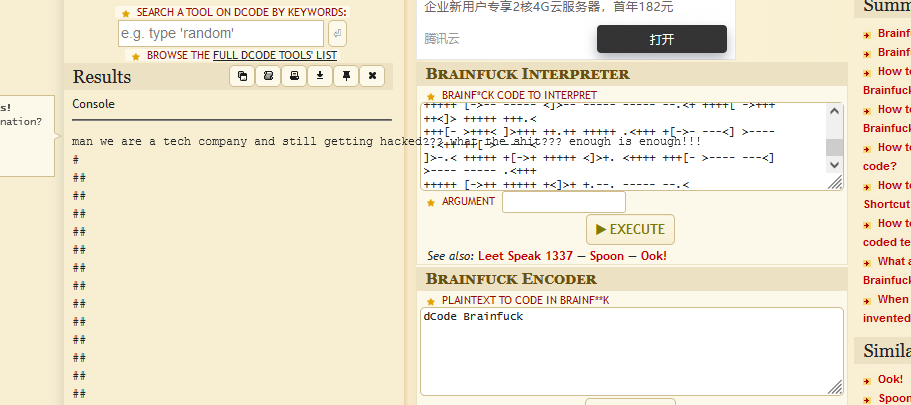 s!
nation?
SEARCH A TOOL ON DCODE BY KEYWORDS:
e.g. type 'random'
BROWSE THE FULL DCODE TOOLS' LIST
Results
Console
man we are a tech company and still getting hacked??? what the shit??? enough is enough!!!
#
##
##
##
##
##
##
##
##
##
##
##
##
##
企业新用户专享2核4G云服务器，首年182元
腾讯云
打开
BRAINFUCK INTERPRETER
BRAINF*CK CODE TO INTERPRET
+++++ [->-- ----- <]>-- ----- ----- --.<+ ++++[ ->+++
++<]> +++++ +++.<
+++[- >+++< ]>+++ ++.++ +++++ .<+++ +[->- ---<] >----
]>-.< +++++ +[->+ +++++ <]>+. <++++ +++[- >---- ---<]
>---- ----- .<+++
+++++ [->++ +++++ +<]>+ +.--. ----- --.<
ARGUMENT
▶ EXECUTE
See also: Leet Speak 1337 – Spoon – Ook!
BRAINFUCK ENCODER
PLAINTEXT TO CODE IN BRAINF**K
dCode Brainfuck
Summ
Brainf
Brainf
How to
Brainfuck
How to
Brainfuck
How to
code?
How to
Shortcut
How to
coded te
What a
Brainfuck
When
invented
Simila
Ook!
Spoon